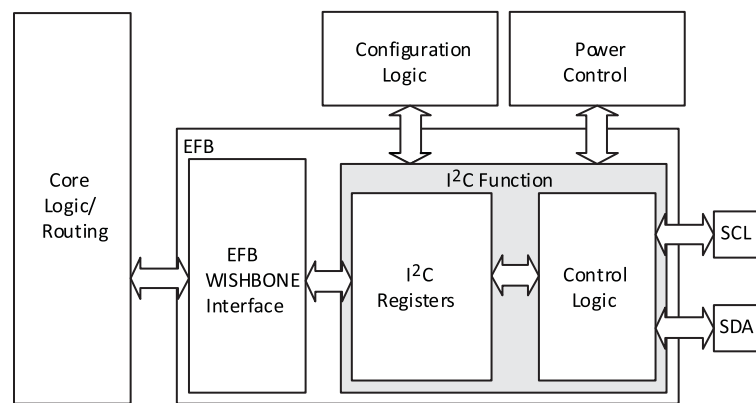 Configuration
Logic
Power
Control
EFB
I2C Function
Core
Logic/
Routing
EFB
WISHBONE
Interface
I2C
Registers
Control
Logic
SCL
SDA